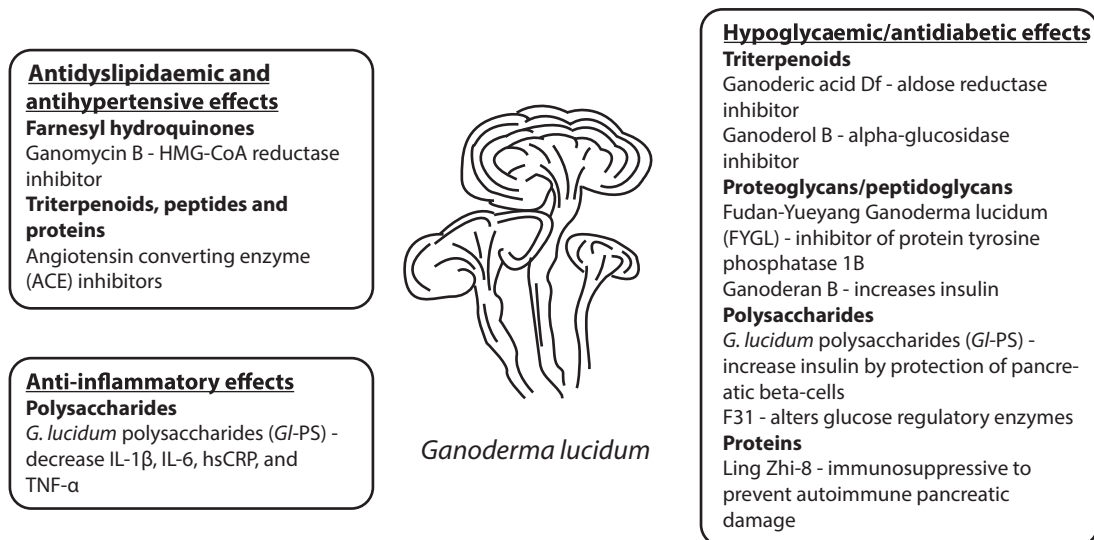 Antidyslipidaemic and
antihypertensive effects
Farnesyl hydroquinones
Ganomycin B - HMG-CoA reductase
inhibitor
Triterpenoids, peptides and
proteins
Angiotensin converting enzyme
(ACE) inhibitors
Anti-inflammatory effects
Polysaccharides
G. lucidum polysaccharides (Gl-PS) -
decrease IL-1β, IL-6, hsCRP, and
TNF-α
Ganoderma lucidum
Hypoglycaemic/antidiabetic effects
Triterpenoids
Ganoderic acid Df - aldose reductase
inhibitor
Ganoderol B - alpha-glucosidase
inhibitor
Proteoglycans/peptidoglycans
Fudan-Yueyang Ganoderma lucidum
(FYGL) - inhibitor of protein tyrosine
phosphatase 1B
Ganoderan B - increases insulin
Polysaccharides
G. lucidum polysaccharides (Gl-PS) -
increase insulin by protection of pancre-
atic beta-cells
F31 - alters glucose regulatory enzymes
Proteins
Ling Zhi-8 - immunosuppressive to
prevent autoimmune pancreatic
damage